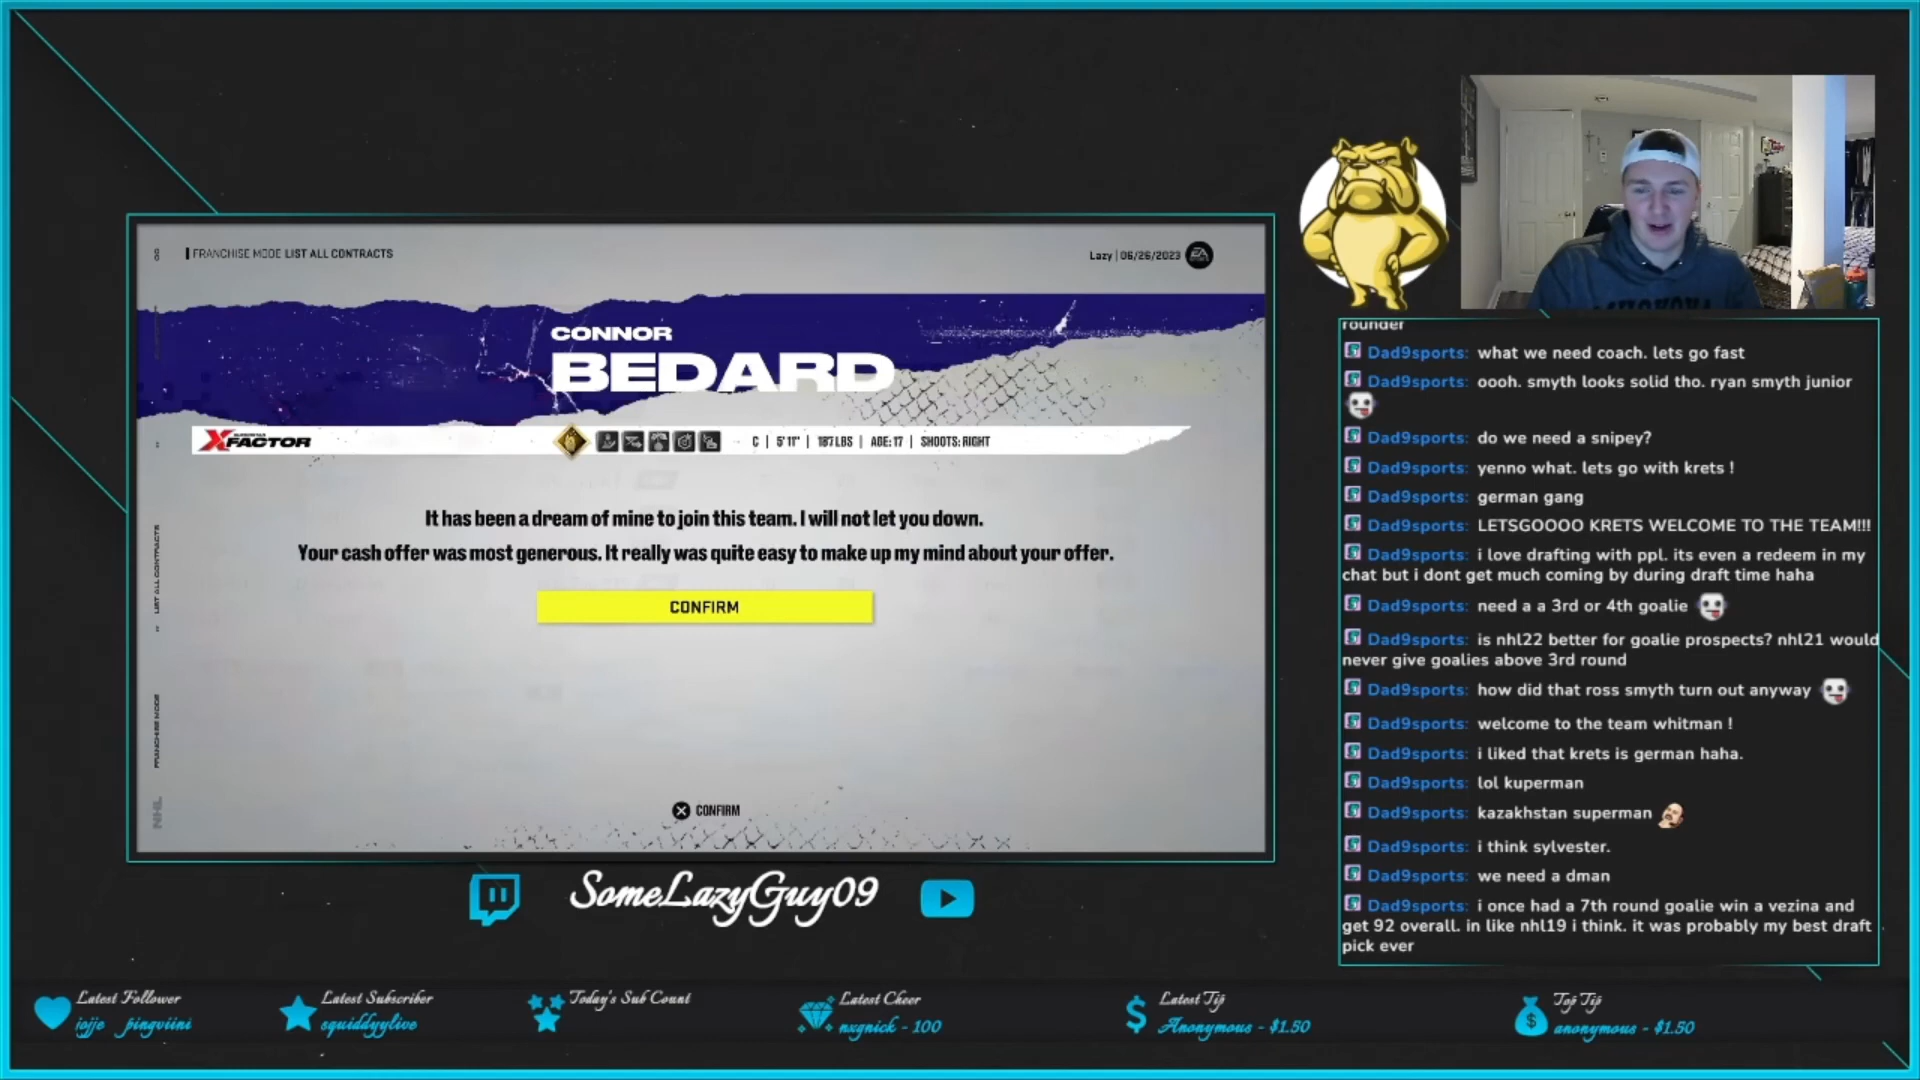 FRANCHISE MODE LIST ALL CONTRACTS
Lazy | 06/26/2023
CONNOR
BEDARD
X FACTOR
C | 5'11" | 187 LBS | AGE: 17 | SHOOTS: RIGHT
It has been a dream of mine to join this team. I will not let you down.
Your cash offer was most generous. It really was quite easy to make up my mind about your offer.
CONFIRM
CONFIRM
LIST ALL CONTRACTS
FRANCHISE MODE
NHL
SomeLazyGuy09
rounder
Dad9sports: what we need coach. lets go fast
Dad9sports: oooh. smyth looks solid tho. ryan smyth junior
Dad9sports: do we need a snipey?
Dad9sports: yenno what. lets go with krets !
Dad9sports: german gang
Dad9sports: LETSGOOOO KRETS WELCOME TO THE TEAM!!!
Dad9sports: i love drafting with ppl. its even a redeem in my
chat but i dont get much coming by during draft time haha
Dad9sports: need a a 3rd or 4th goalie
Dad9sports: is nhl22 better for goalie prospects? nhl21 would
never give goalies above 3rd round
Dad9sports: how did that ross smyth turn out anyway
Dad9sports: welcome to the team whitman !
Dad9sports: i liked that krets is german haha.
Dad9sports: lol kuperman
Dad9sports: kazakhstan superman
Dad9sports: i think sylvester.
Dad9sports: we need a dman
Dad9sports: i once had a 7th round goalie win a vezina and
get 92 overall. in like nhl19 i think. it was probably my best draft
pick ever
Latest Follower
iojje_pingviini
Latest Subscriber
squiddyylive
Today's Sub Count
Latest Cheer
nxgnick - 100
Latest Tip
Anonymous - $1.50
Top Tip
anonymous - $1.50